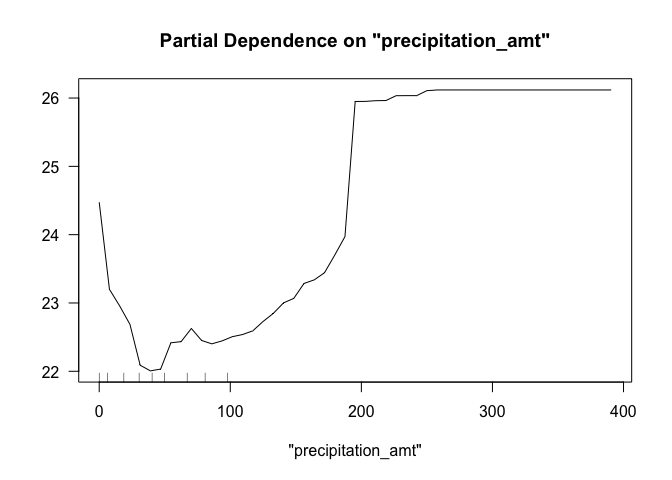 Partial Dependence on "precipitation_amt"
26
25
24
23
22
0 100 200 300 400
"precipitation_amt"